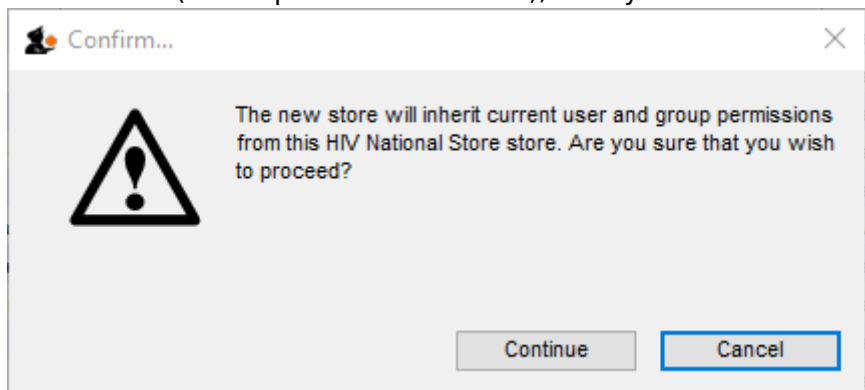 Confirm...
The new store will inherit current user and group permissions
from this HIV National Store store. Are you sure that you wish
to proceed?
Continue Cancel